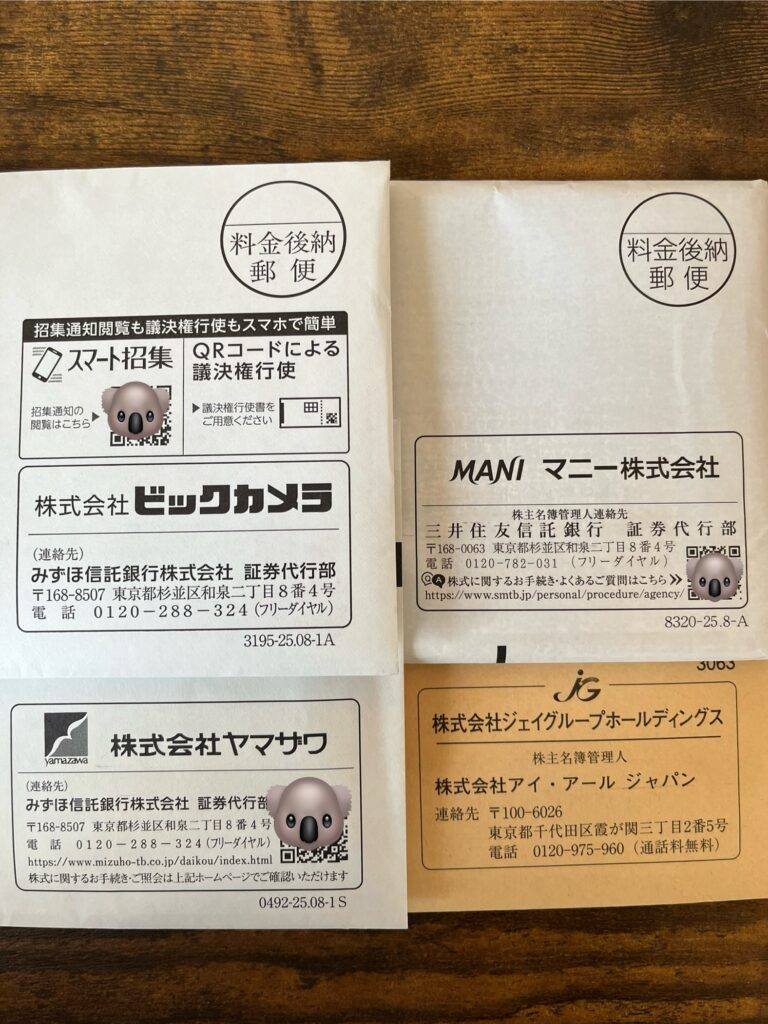 料金後納
郵便
招集通知閲覧も議決権行使もスマホで簡単
スマート招集
招集通知の
閲覧はこちら▶
QRコードによる
議決権行使
▶議決権行使書を
ご用意ください
株式会社ビックカメラ
(連絡先)
みずほ信託銀行株式会社 証券代行部
〒168-8507 東京都杉並区和泉二丁目8番4号
電話 0120-288-324(フリーダイヤル)
3195-25.08-1A
料金後納
郵便
MANI マニー株式会社
株主名簿管理人連絡先
三井住友信託銀行 証券代行部
〒168-0063 東京都杉並区和泉二丁目8番4号
電話 0120-782-031 (フリーダイヤル)
QA 株式に関するお手続き・よくあるご質問はこちら
https://www.smtb.jp/personal/procedure/agency/
8320-25.8-A
yamazawa
株式会社ヤマザワ
(連絡先)
みずほ信託銀行株式会社 証券代行部
〒168-8507 東京都杉並区和泉二丁目8番4号
電話 0120-288-324(フリーダイヤル)
https://www.mizuho-tb.co.jp/daikou/index.html
株式に関するお手続き・ご照会は上記ホームページでご確認いただけます
0492-25.08-1S
3063
JG
株式会社ジェイグループホールディングス
株主名簿管理人
株式会社アイ・アール ジャパン
連絡先 〒100-6026
東京都千代田区霞が関三丁目2番5号
電話 0120-975-960(通話料無料)